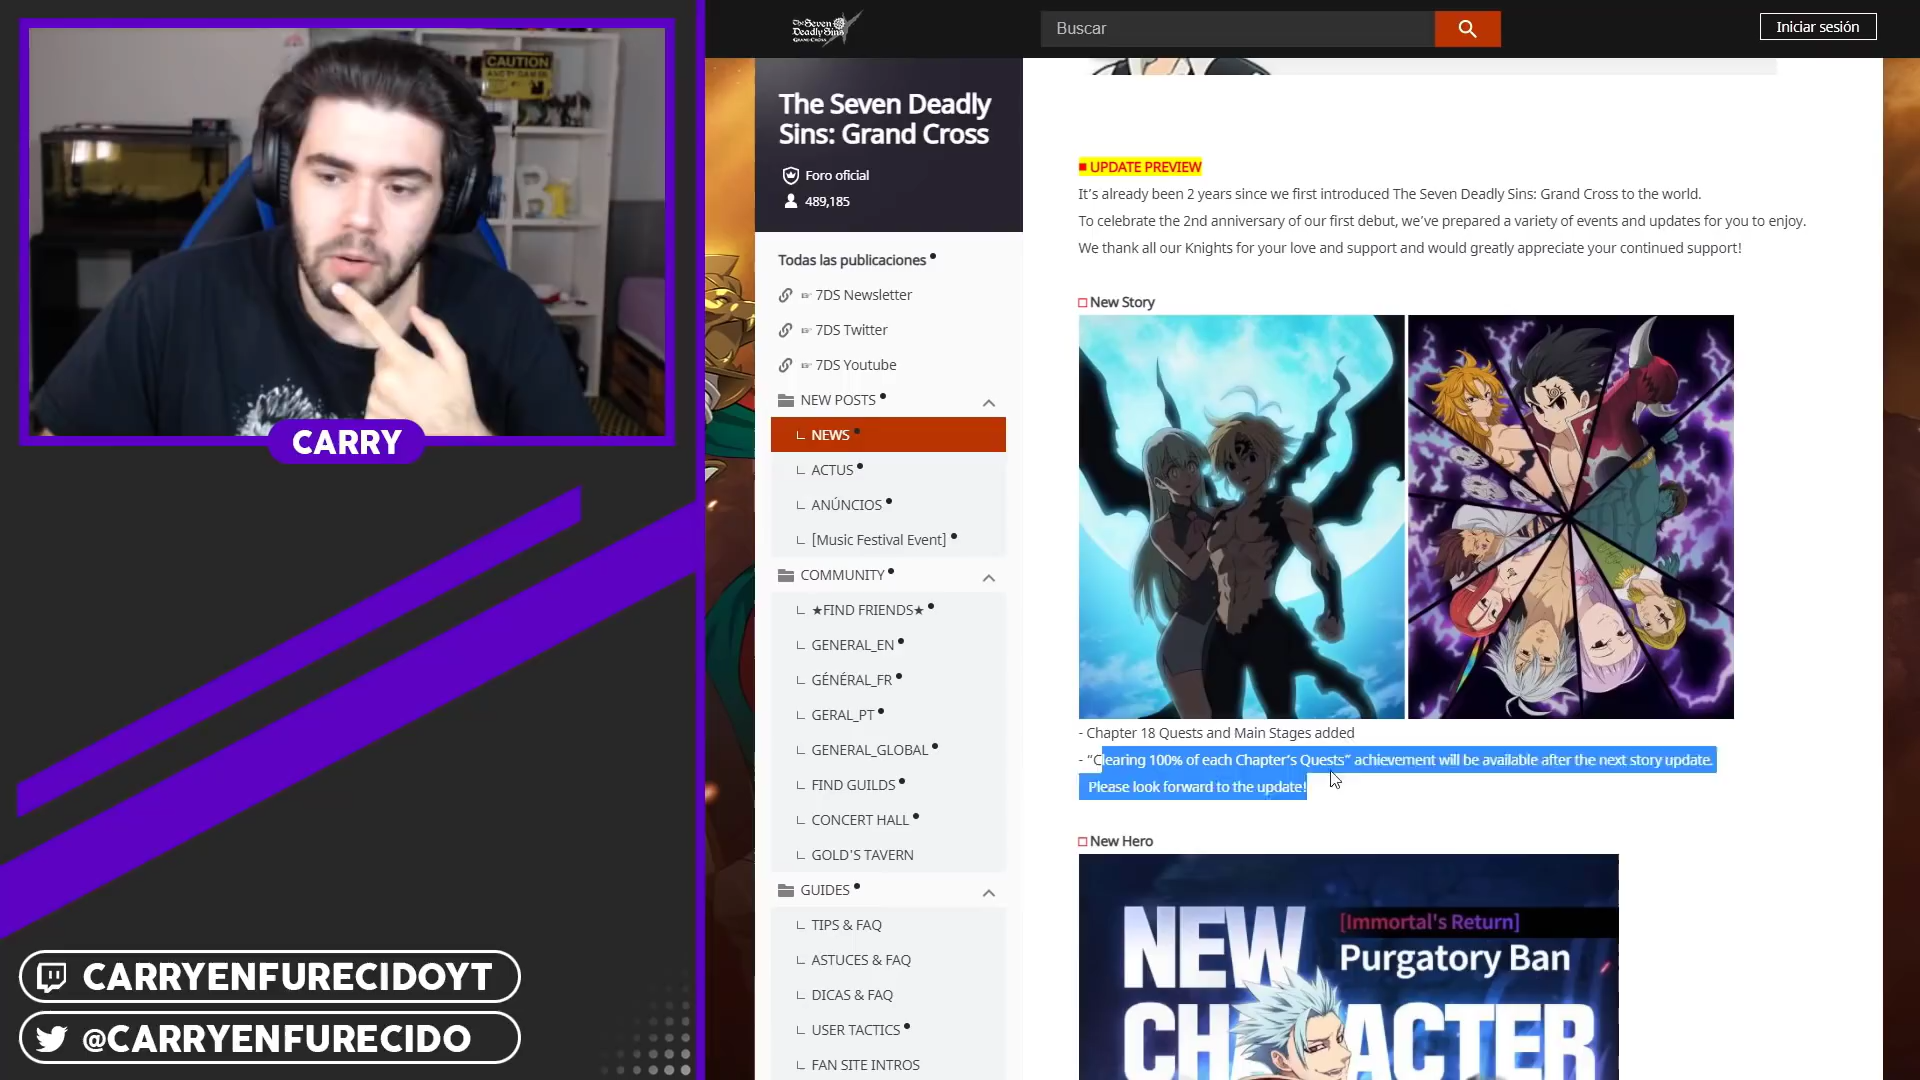 CAUTION
CARRY
CARRYENFURECIDOYT
@CARRYENFURECIDO
The Seven
Deadly Sins
GRAND CROSS
Buscar
Iniciar sesión
The Seven Deadly
Sins: Grand Cross
Foro oficial
489,185
Todas las publicaciones
☞ 7DS Newsletter
☞ 7DS Twitter
☞ 7DS Youtube
NEW POSTS
∟ NEWS
∟ ACTUS
∟ ANÚNCIOS
∟ [Music Festival Event]
COMMUNITY
∟ ★FIND FRIENDS★
∟ GENERAL_EN
∟ GÉNÉRAL_FR
∟ GERAL_PT
∟ GENERAL_GLOBAL
∟ FIND GUILDS
∟ CONCERT HALL
∟ GOLD'S TAVERN
GUIDES
∟ TIPS & FAQ
∟ ASTUCES & FAQ
∟ DICAS & FAQ
∟ USER TACTICS
∟ FAN SITE INTROS
■ UPDATE PREVIEW
It’s already been 2 years since we first introduced The Seven Deadly Sins: Grand Cross to the world.
To celebrate the 2nd anniversary of our first debut, we’ve prepared a variety of events and updates for you to enjoy.
We thank all our Knights for your love and support and would greatly appreciate your continued support!
□ New Story
- Chapter 18 Quests and Main Stages added
- “Clearing 100% of each Chapter’s Quests” achievement will be available after the next story update.
Please look forward to the update!
□ New Hero
NEW
CHARACTER
[Immortal's Return]
Purgatory Ban